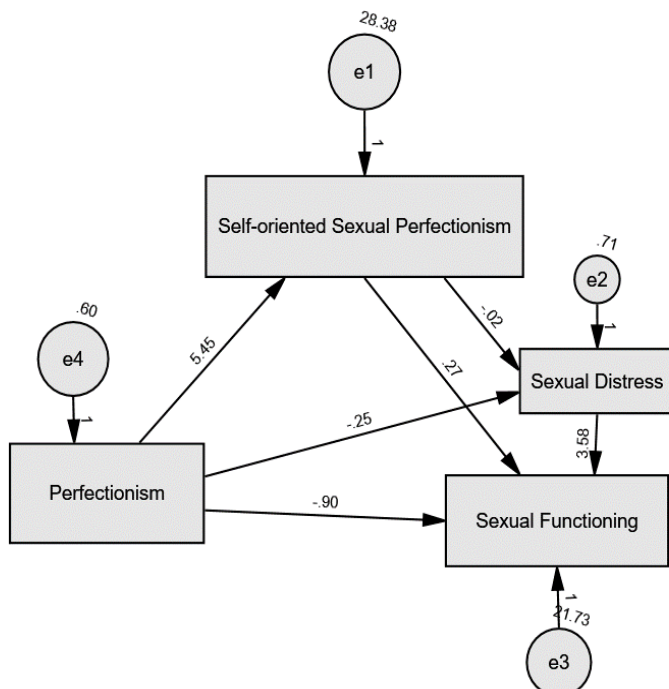 28.38
e1
1
Self-oriented Sexual Perfectionism
.71
e2
1
.60
e4
1
5.45
-.02
.27
Sexual Distress
-.25
3.58
Perfectionism
-.90
Sexual Functioning
1
21.73
e3